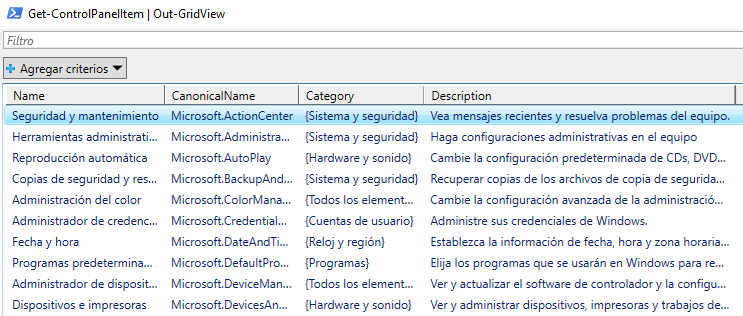 Get-ControlPanelItem | Out-GridView
Filtro
Agregar criterios
Name CanonicalName Category Description
Seguridad y mantenimiento Microsoft.ActionCenter {Sistema y seguridad} Vea mensajes recientes y resuelva problemas del equipo.
Herramientas administrati... Microsoft.Administra... {Sistema y seguridad} Haga configuraciones administrativas en el equipo
Reproducción automática Microsoft.AutoPlay {Hardware y sonido} Cambie la configuración predeterminada de CDs, DVD...
Copias de seguridad y res... Microsoft.BackupAnd... {Sistema y seguridad} Recuperar copias de los archivos de copia de segurida...
Administración del color Microsoft.ColorMana... {Todos los element... Cambie la configuración avanzada de la administració...
Administrador de credenc... Microsoft.Credential... {Cuentas de usuario} Administre sus credenciales de Windows.
Fecha y hora Microsoft.DateAndTi... {Reloj y región} Establezca la información de fecha, hora y zona horaria...
Programas predetermina... Microsoft.DefaultPro... {Programas} Elija los programas que se usarán en Windows para re...
Administrador de disposit... Microsoft.DeviceMan... {Todos los element... Ver y actualizar el software de controlador y la configu...
Dispositivos e impresoras Microsoft.DevicesAn... {Hardware y sonido} Ver y administrar dispositivos, impresoras y trabajos de...